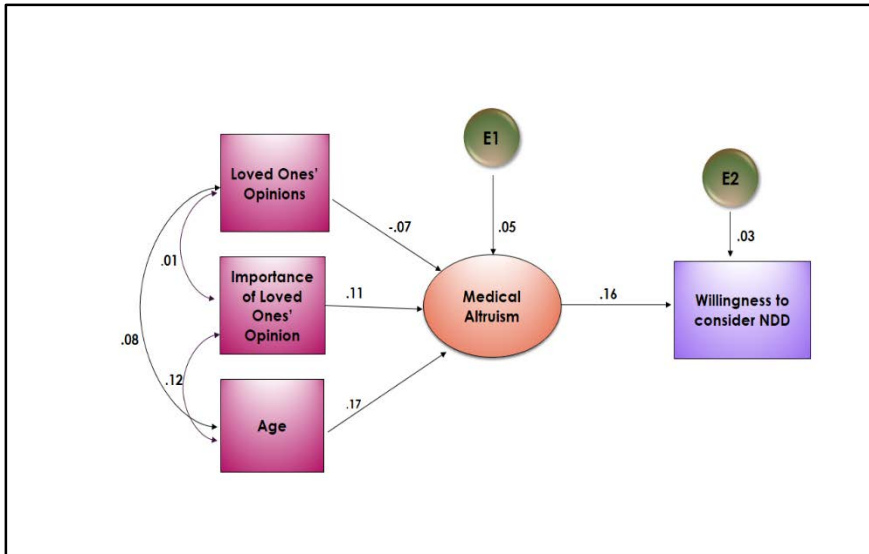 Loved Ones'
Opinions
Importance
of Loved
Ones'
Opinion
Age
E1
E2
Medical
Altruism
Willingness to
consider NDD
-.07
.11
.17
.05
.16
.03
.01
.08
.12